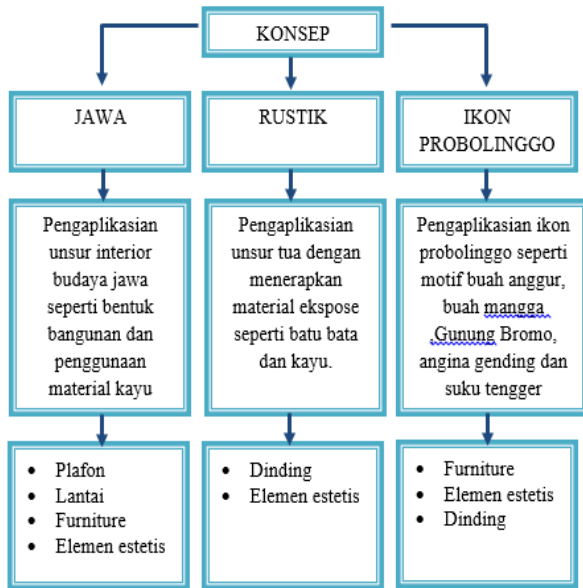 KONSEP
JAWA
RUSTIK
IKON
PROBOLINGGO
Pengaplikasian
unsur interior
budaya jawa
seperti bentuk
bangunan dan
penggunaan
material kayu
Pengaplikasian
unsur tua dengan
menerapkan
material ekspose
seperti batu bata
dan kayu.
Pengaplikasian ikon
probolinggo seperti
motif buah anggur,
buah mangga
,Gunung Bromo,
angina gending dan
suku tengger
• Plafon
• Lantai
• Furniture
• Elemen estetis
• Dinding
• Elemen estetis
• Furniture
• Elemen estetis
• Dinding